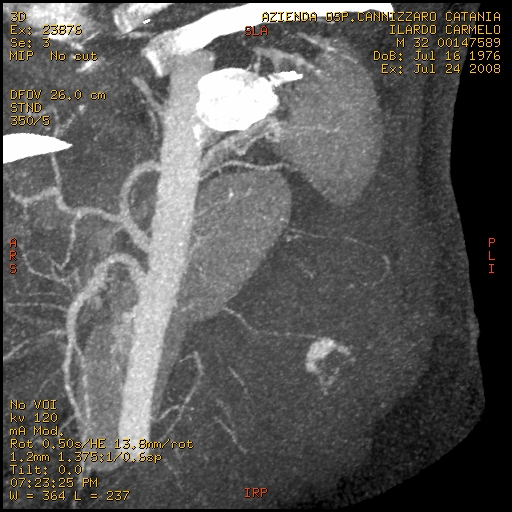 3D
Ex: 23876
Se: 3
MIP No cut
DFOV 26.0 cm
STND
350/5
AZIENDA OSP.CANNIZZARO CATANIA
SLA
ILARDO CARMELO
M 32 00147589
DoB: Jul 16 1976
Ex: Jul 24 2008
A
R
S
P
L
I
No VOI
kv 120
mA Mod.
Rot 0.50s/HE 13.8mm/rot
1.2mm 1.375:1/0.6sp
Tilt: 0.0
07:23:25 PM
W = 364 L = 237
IRP